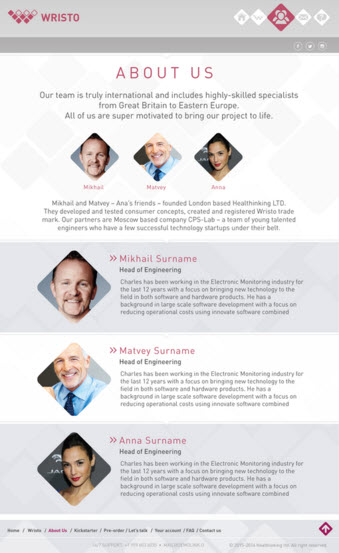 WRISTO
ABOUT US
Our team is truly international and includes highly-skilled specialists
from Great Britain to Eastern Europe.
All of us are super motivated to bring our project to life.
Mikhail
Matvey
Anna
Mikhail and Matvey – Ana's friends – founded London based Healthinking LTD.
They developed and tested consumer concepts, created and registered Wristo trade
mark. Our partners are Moscow based company CPS-Lab – a team of young talented
engineers who have a few successful technology startups under their belt.
» Mikhail Surname
Head of Engineering
Charles has been working in the Electronic Monitoring industry for
the last 12 years with a focus on bringing new technology to the
field in both software and hardware products. He has a
background in large scale software development with a focus on
reducing operational costs using innovate software combined
» Matvey Surname
Head of Engineering
Charles has been working in the Electronic Monitoring industry for
the last 12 years with a focus on bringing new technology to the
field in both software and hardware products. He has a
background in large scale software development with a focus on
reducing operational costs using innovate software combined
» Anna Surname
Head of Engineering
Charles has been working in the Electronic Monitoring industry for
the last 12 years with a focus on bringing new technology to the
field in both software and hardware products. He has a
background in large scale software development with a focus on
reducing operational costs using innovate software combined
Home / Wristo / About Us / Kickstarter / Pre-order / Let's talk / Your account / FAQ / Contact us
24/7 SUPPORT:
© 2010-2014 Healthinking ltd. All right reserved.